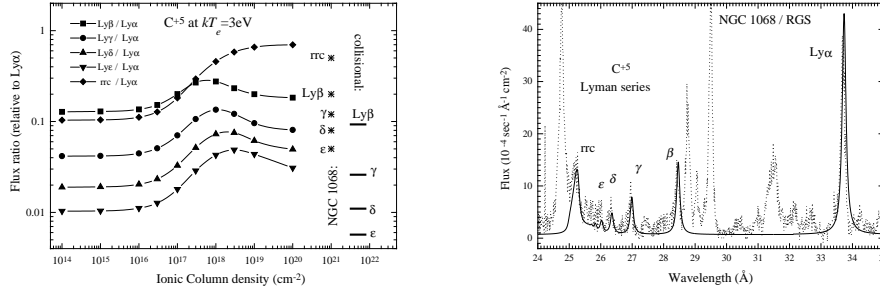 C+5 at kTe=3eV
Lyβ / Lyα
Lyγ / Lyα
Lyδ / Lyα
Lyε / Lyα
rrc / Lyα
Flux ratio (relative to Lyα)
1
0.1
0.01
rrc
Lyβ
γ
δ
ε
NGC 1068:
collisional:
Lyβ
γ
δ
ε
10^14 10^15 10^16 10^17 10^18 10^19 10^20 10^21 10^22
Ionic Column density (cm-2)
NGC 1068 / RGS
Lyα
C+5
Lyman series
rrc
ε
δ
γ
β
Flux (10^-4 sec-1 Å-1 cm-2)
40
30
20
10
0
24 25 26 27 28 29 30 31 32 33 34 35
Wavelength (Å)